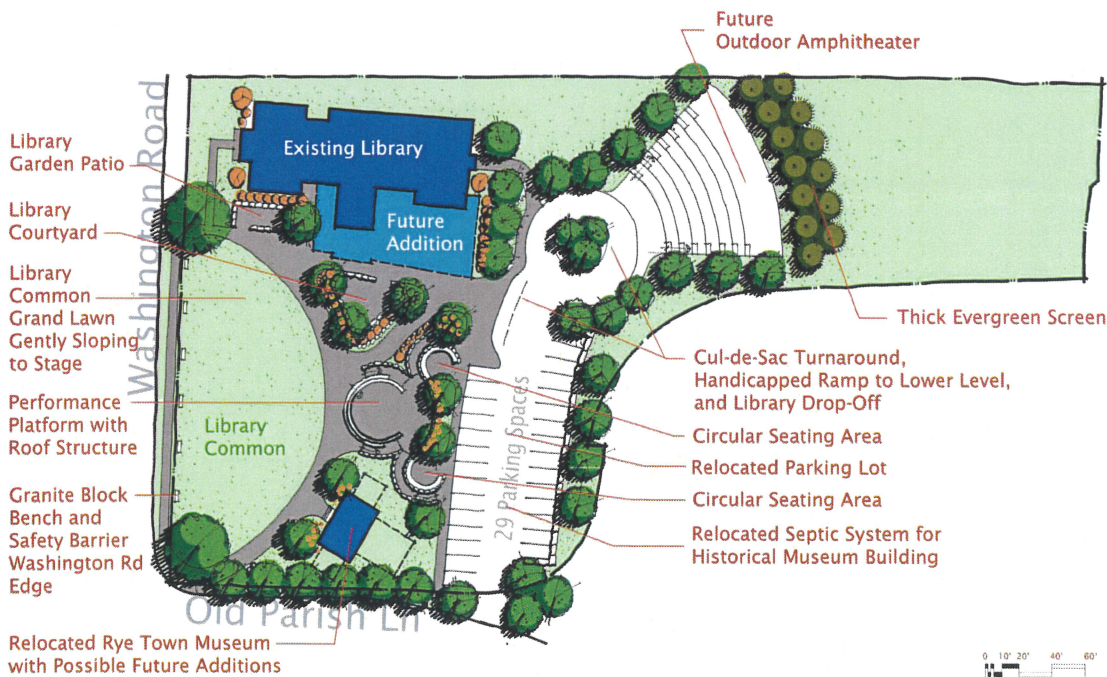 Future
Outdoor Amphitheater
Washington Road
Library
Garden Patio
Existing Library
Library
Courtyard
Future
Addition
Library
Common
Grand Lawn
Gently Sloping
to Stage
Thick Evergreen Screen
Cul-de-Sac Turnaround,
Handicapped Ramp to Lower Level,
and Library Drop-Off
Performance
Platform with
Roof Structure
Library
Common
Circular Seating Area
29 Parking Spaces
Relocated Parking Lot
Granite Block
Bench and
Safety Barrier
Washington Rd
Edge
Circular Seating Area
Relocated Septic System for
Historical Museum Building
Old Parish Ln
Relocated Rye Town Museum
with Possible Future Additions
0 10' 20' 40' 60'